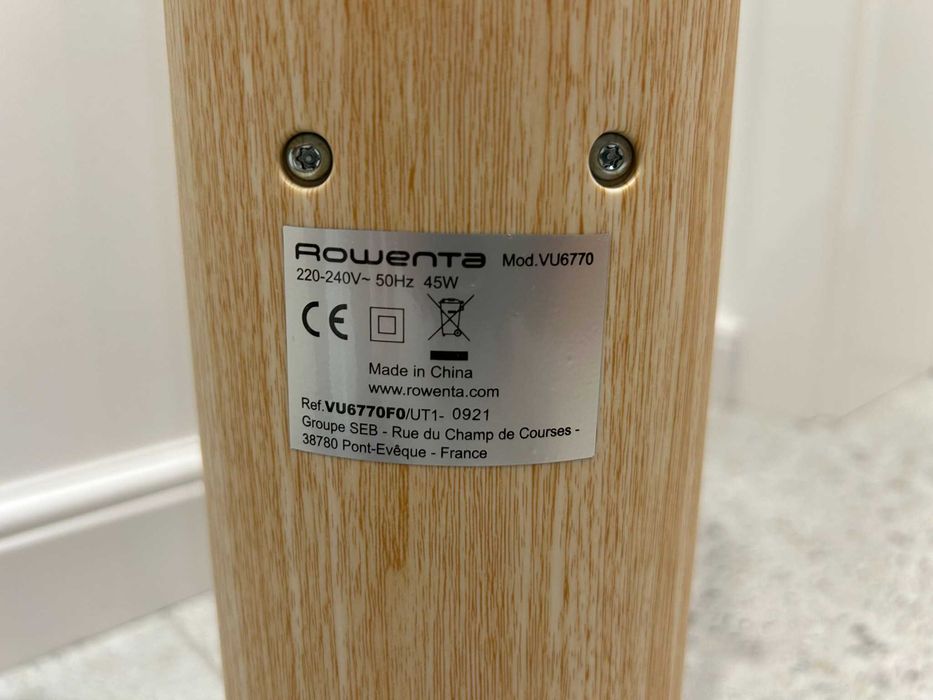 Rowenta Mod.VU6770
220-240V~ 50Hz 45W
CE
Made in China
www.rowenta.com
Ref.VU6770F0/UT1- 0921
Groupe SEB - Rue du Champ de Courses -
38780 Pont-Evêque - France